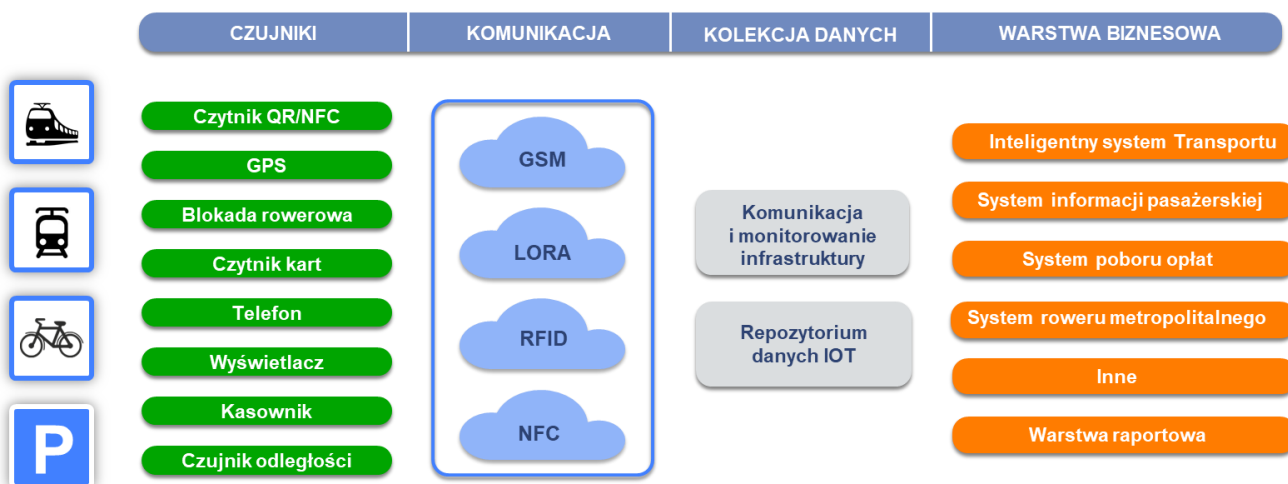 CZUJNIKI
KOMUNIKACJA
KOLEKCJA DANYCH
WARSTWA BIZNESOWA
Czytnik QR/NFC
GPS
Blokada rowerowa
Czytnik kart
Telefon
Wyświetlacz
Kasownik
Czujnik odległości
P
GSM
LORA
RFID
NFC
Komunikacja
i monitorowanie
infrastruktury
Repozytorium
danych IOT
Inteligentny system Transportu
System informacji pasażerskiej
System poboru opłat
System roweru metropolitalnego
Inne
Warstwa raportowa